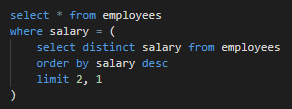 select * from employees
where salary = (
    select distinct salary from employees
    order by salary desc
    limit 2, 1
)